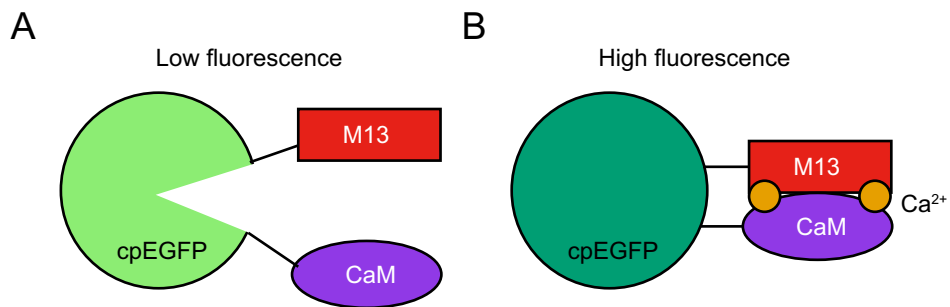 A
Low fluorescence
M13
cpEGFP
CaM
B
High fluorescence
M13
Ca²⁺
CaM
cpEGFP